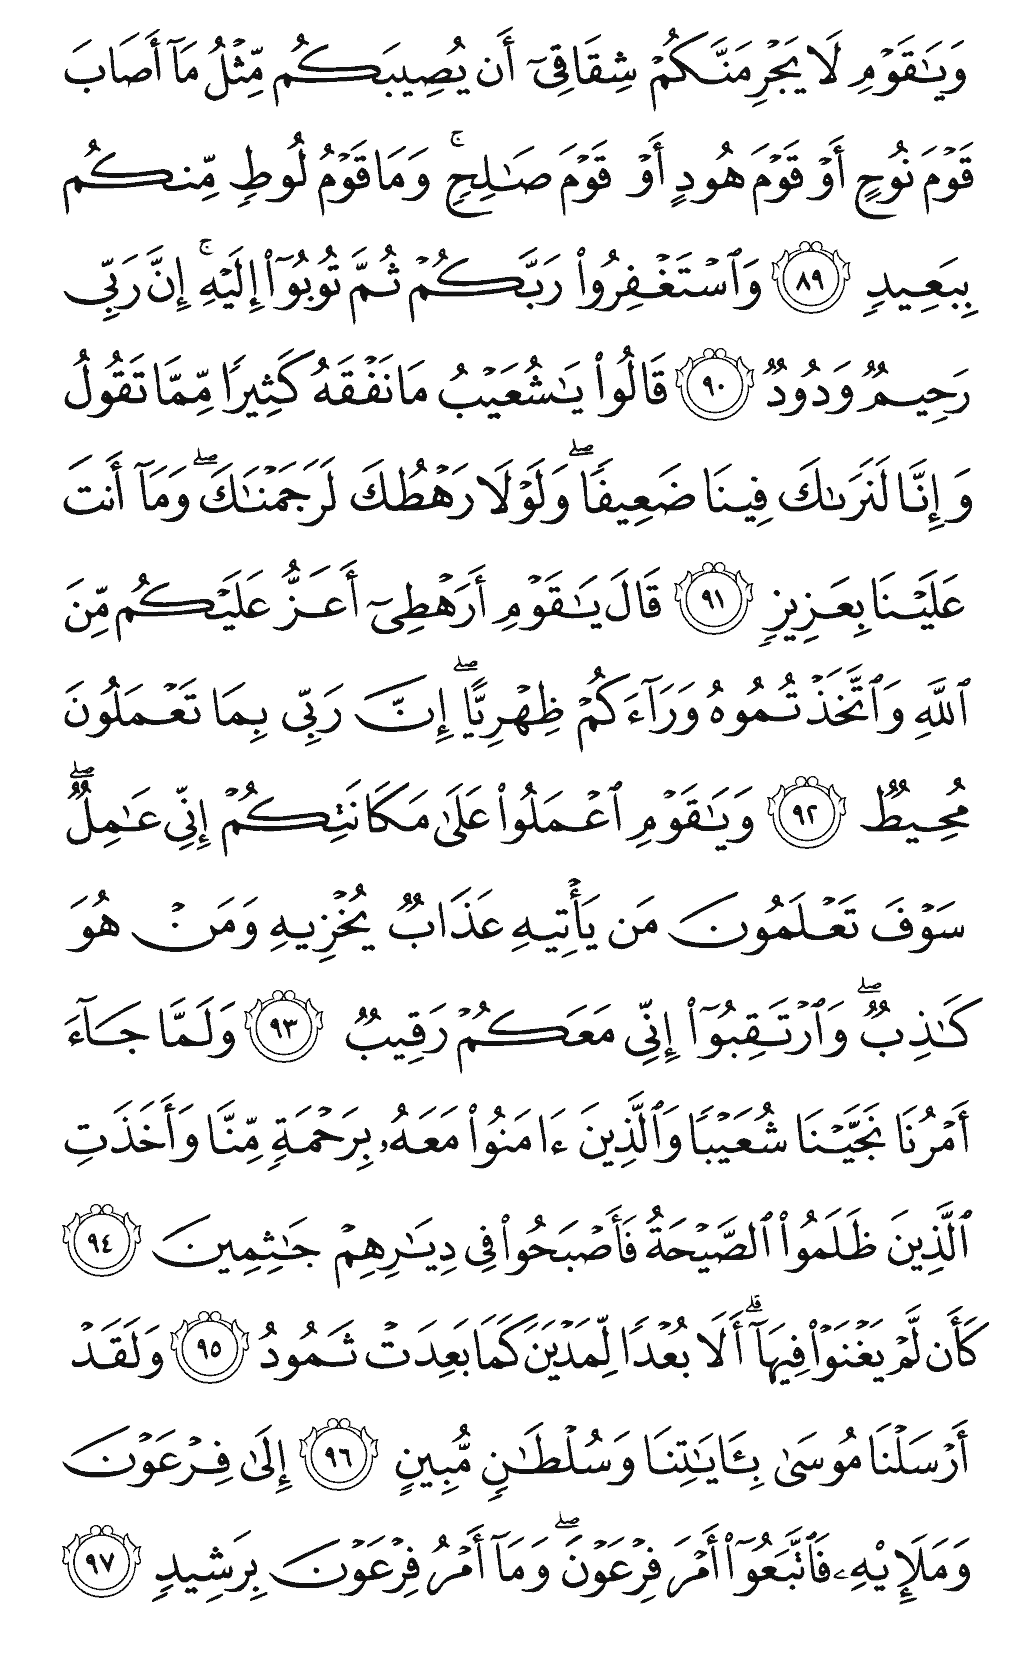 وَيَٰقَوْمِ لَا يَجْرِمَنَّكُمْ شِقَاقِىٓ أَن يُصِيبَكُم مِّثْلُ مَآ أَصَابَ
قَوْمَ نُوحٍ أَوْ قَوْمَ هُودٍ أَوْ قَوْمَ صَٰلِحٍ ۚ وَمَا قَوْمُ لُوطٍ مِّنكُم
بِبَعِيدٍ ٨٩ وَٱسْتَغْفِرُوا۟ رَبَّكُمْ ثُمَّ تُوبُوٓا۟ إِلَيْهِ ۚ إِنَّ رَبِّى
رَحِيمٌ وَدُودٌ ٩٠ قَالُوا۟ يَٰشُعَيْبُ مَا نَفْقَهُ كَثِيرًا مِّمَّا تَقُولُ
وَإِنَّا لَنَرَىٰكَ فِينَا ضَعِيفًا ۖ وَلَوْلَا رَهْطُكَ لَرَجَمْنَٰكَ ۖ وَمَآ أَنتَ
عَلَيْنَا بِعَزِيزٍ ٩١ قَالَ يَٰقَوْمِ أَرَهْطِىٓ أَعَزُّ عَلَيْكُم مِّنَ
ٱللَّهِ وَٱتَّخَذْتُمُوهُ وَرَآءَكُمْ ظِهْرِيًّا ۖ إِنَّ رَبِّى بِمَا تَعْمَلُونَ
مُحِيطٌ ٩٢ وَيَٰقَوْمِ ٱعْمَلُوا۟ عَلَىٰ مَكَانَتِكُمْ إِنِّى عَٰمِلٌ ۖ
سَوْفَ تَعْلَمُونَ مَن يَأْتِيهِ عَذَابٌ يُخْزِيهِ وَمَنْ هُوَ
كَٰذِبٌ ۖ وَٱرْتَقِبُوٓا۟ إِنِّى مَعَكُمْ رَقِيبٌ ٩٣ وَلَمَّا جَآءَ
أَمْرُنَا نَجَّيْنَا شُعَيْبًا وَٱلَّذِينَ ءَامَنُوا۟ مَعَهُۥ بِرَحْمَةٍ مِّنَّا وَأَخَذَتِ
ٱلَّذِينَ ظَلَمُوا۟ ٱلصَّيْحَةُ فَأَصْبَحُوا۟ فِى دِيَٰرِهِمْ جَٰثِمِينَ ٩٤
كَأَن لَّمْ يَغْنَوْا۟ فِيهَآ ۗ أَلَا بُعْدًا لِّمَدْيَنَ كَمَا بَعِدَتْ ثَمُودُ ٩٥ وَلَقَدْ
أَرْسَلْنَا مُوسَىٰ بِـَٔايَٰتِنَا وَسُلْطَٰنٍ مُّبِينٍ ٩٦ إِلَىٰ فِرْعَوْنَ
وَمَلَإِي۟هِۦ فَٱتَّبَعُوٓا۟ أَمْرَ فِرْعَوْنَ ۖ وَمَآ أَمْرُ فِرْعَوْنَ بِرَشِيدٍ ٩٧